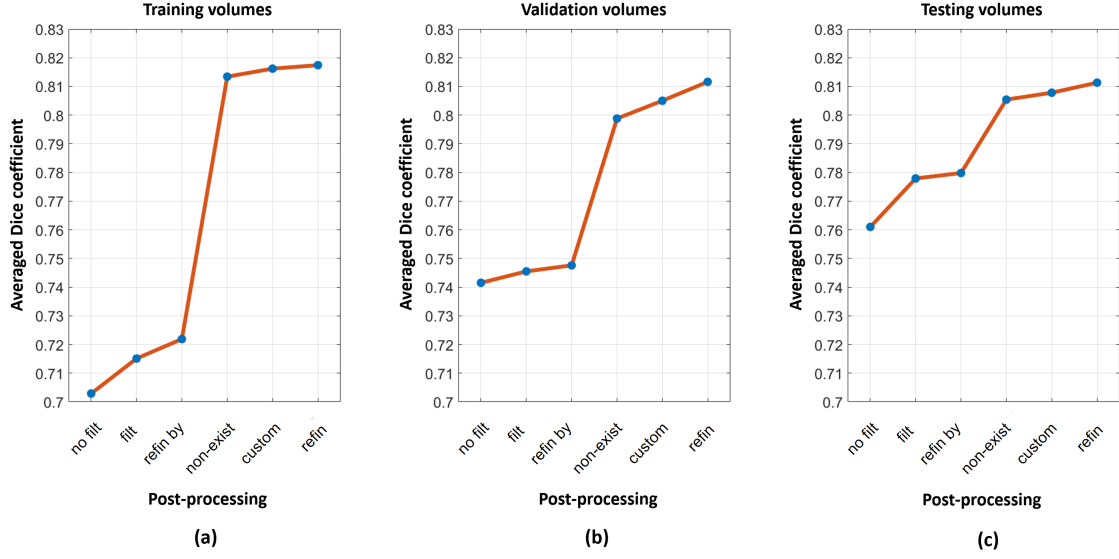 Training volumes
Averaged Dice coefficient
0.83
0.82
0.81
0.8
0.79
0.78
0.77
0.76
0.75
0.74
0.73
0.72
0.71
0.7
no filt
filt
refin by
non-exist
custom
refin
Post-processing
(a)
Validation volumes
Averaged Dice coefficient
0.83
0.82
0.81
0.8
0.79
0.78
0.77
0.76
0.75
0.74
0.73
0.72
0.71
0.7
no filt
filt
refin by
non-exist
custom
refin
Post-processing
(b)
Testing volumes
Averaged Dice coefficient
0.83
0.82
0.81
0.8
0.79
0.78
0.77
0.76
0.75
0.74
0.73
0.72
0.71
0.7
no filt
filt
refin by
non-exist
custom
refin
Post-processing
(c)